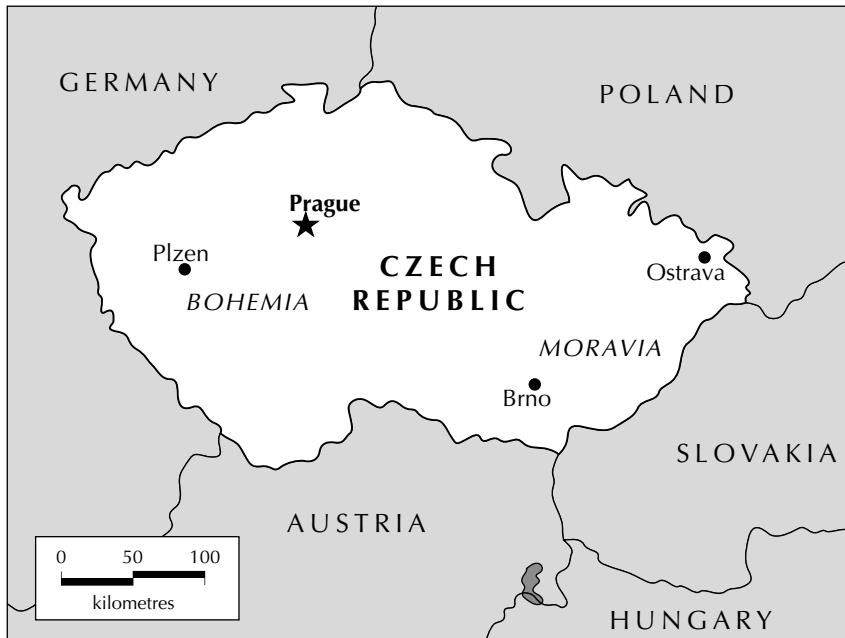 GERMANY
POLAND
Prague
Plzen
CZECH
REPUBLIC
Ostrava
BOHEMIA
MORAVIA
Brno
SLOVAKIA
AUSTRIA
0 50 100
kilometres
HUNGARY